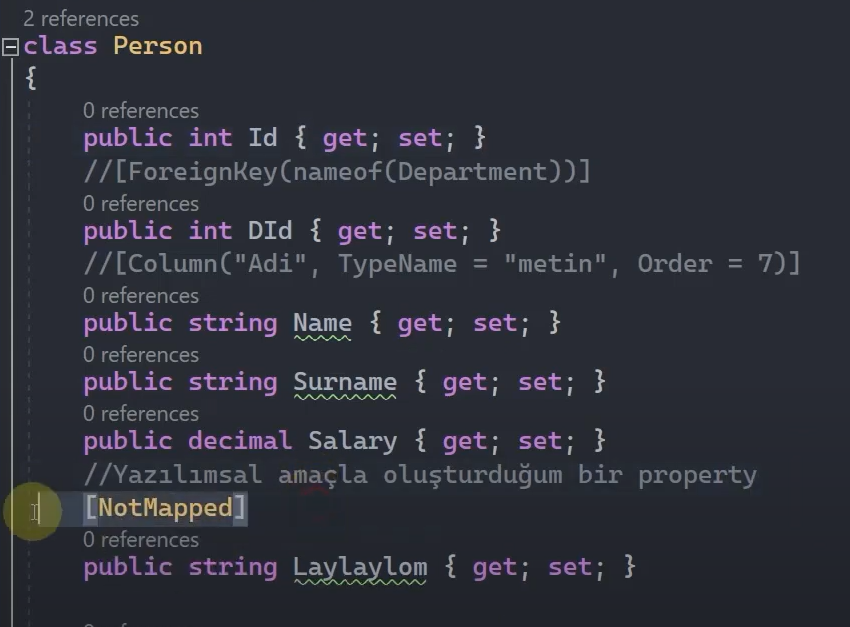 2 references
class Person
{
0 references
public int Id { get; set; }
//[ForeignKey(nameof(Department))]
0 references
public int DId { get; set; }
//[Column("Adi", TypeName = "metin", Order = 7)]
0 references
public string Name { get; set; }
0 references
public string Surname { get; set; }
0 references
public decimal Salary { get; set; }
//Yazılımsal amaçla oluşturduğum bir property
[NotMapped]
0 references
public string Laylaylom { get; set; }